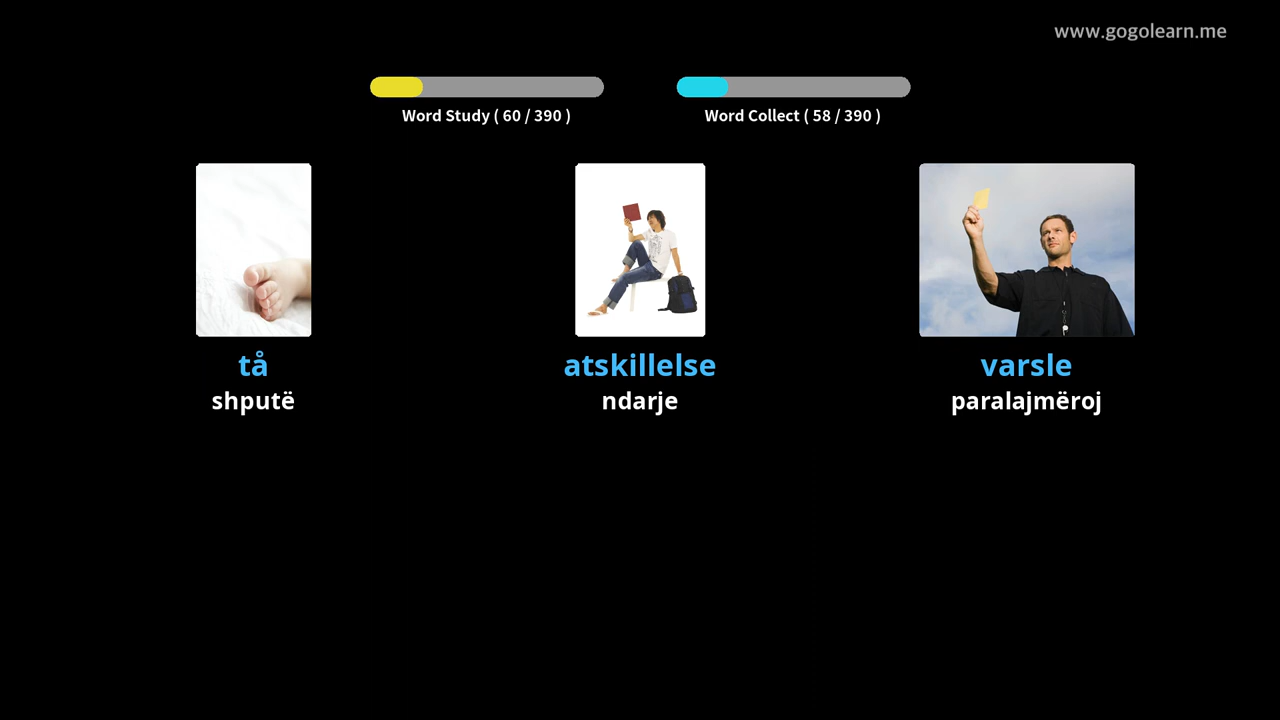 www.gogolearn.me
Word Study ( 60 / 390 )
Word Collect ( 58 / 390 )
tå
atskillelse
varsle
shputë
ndarje
paralajmëroj